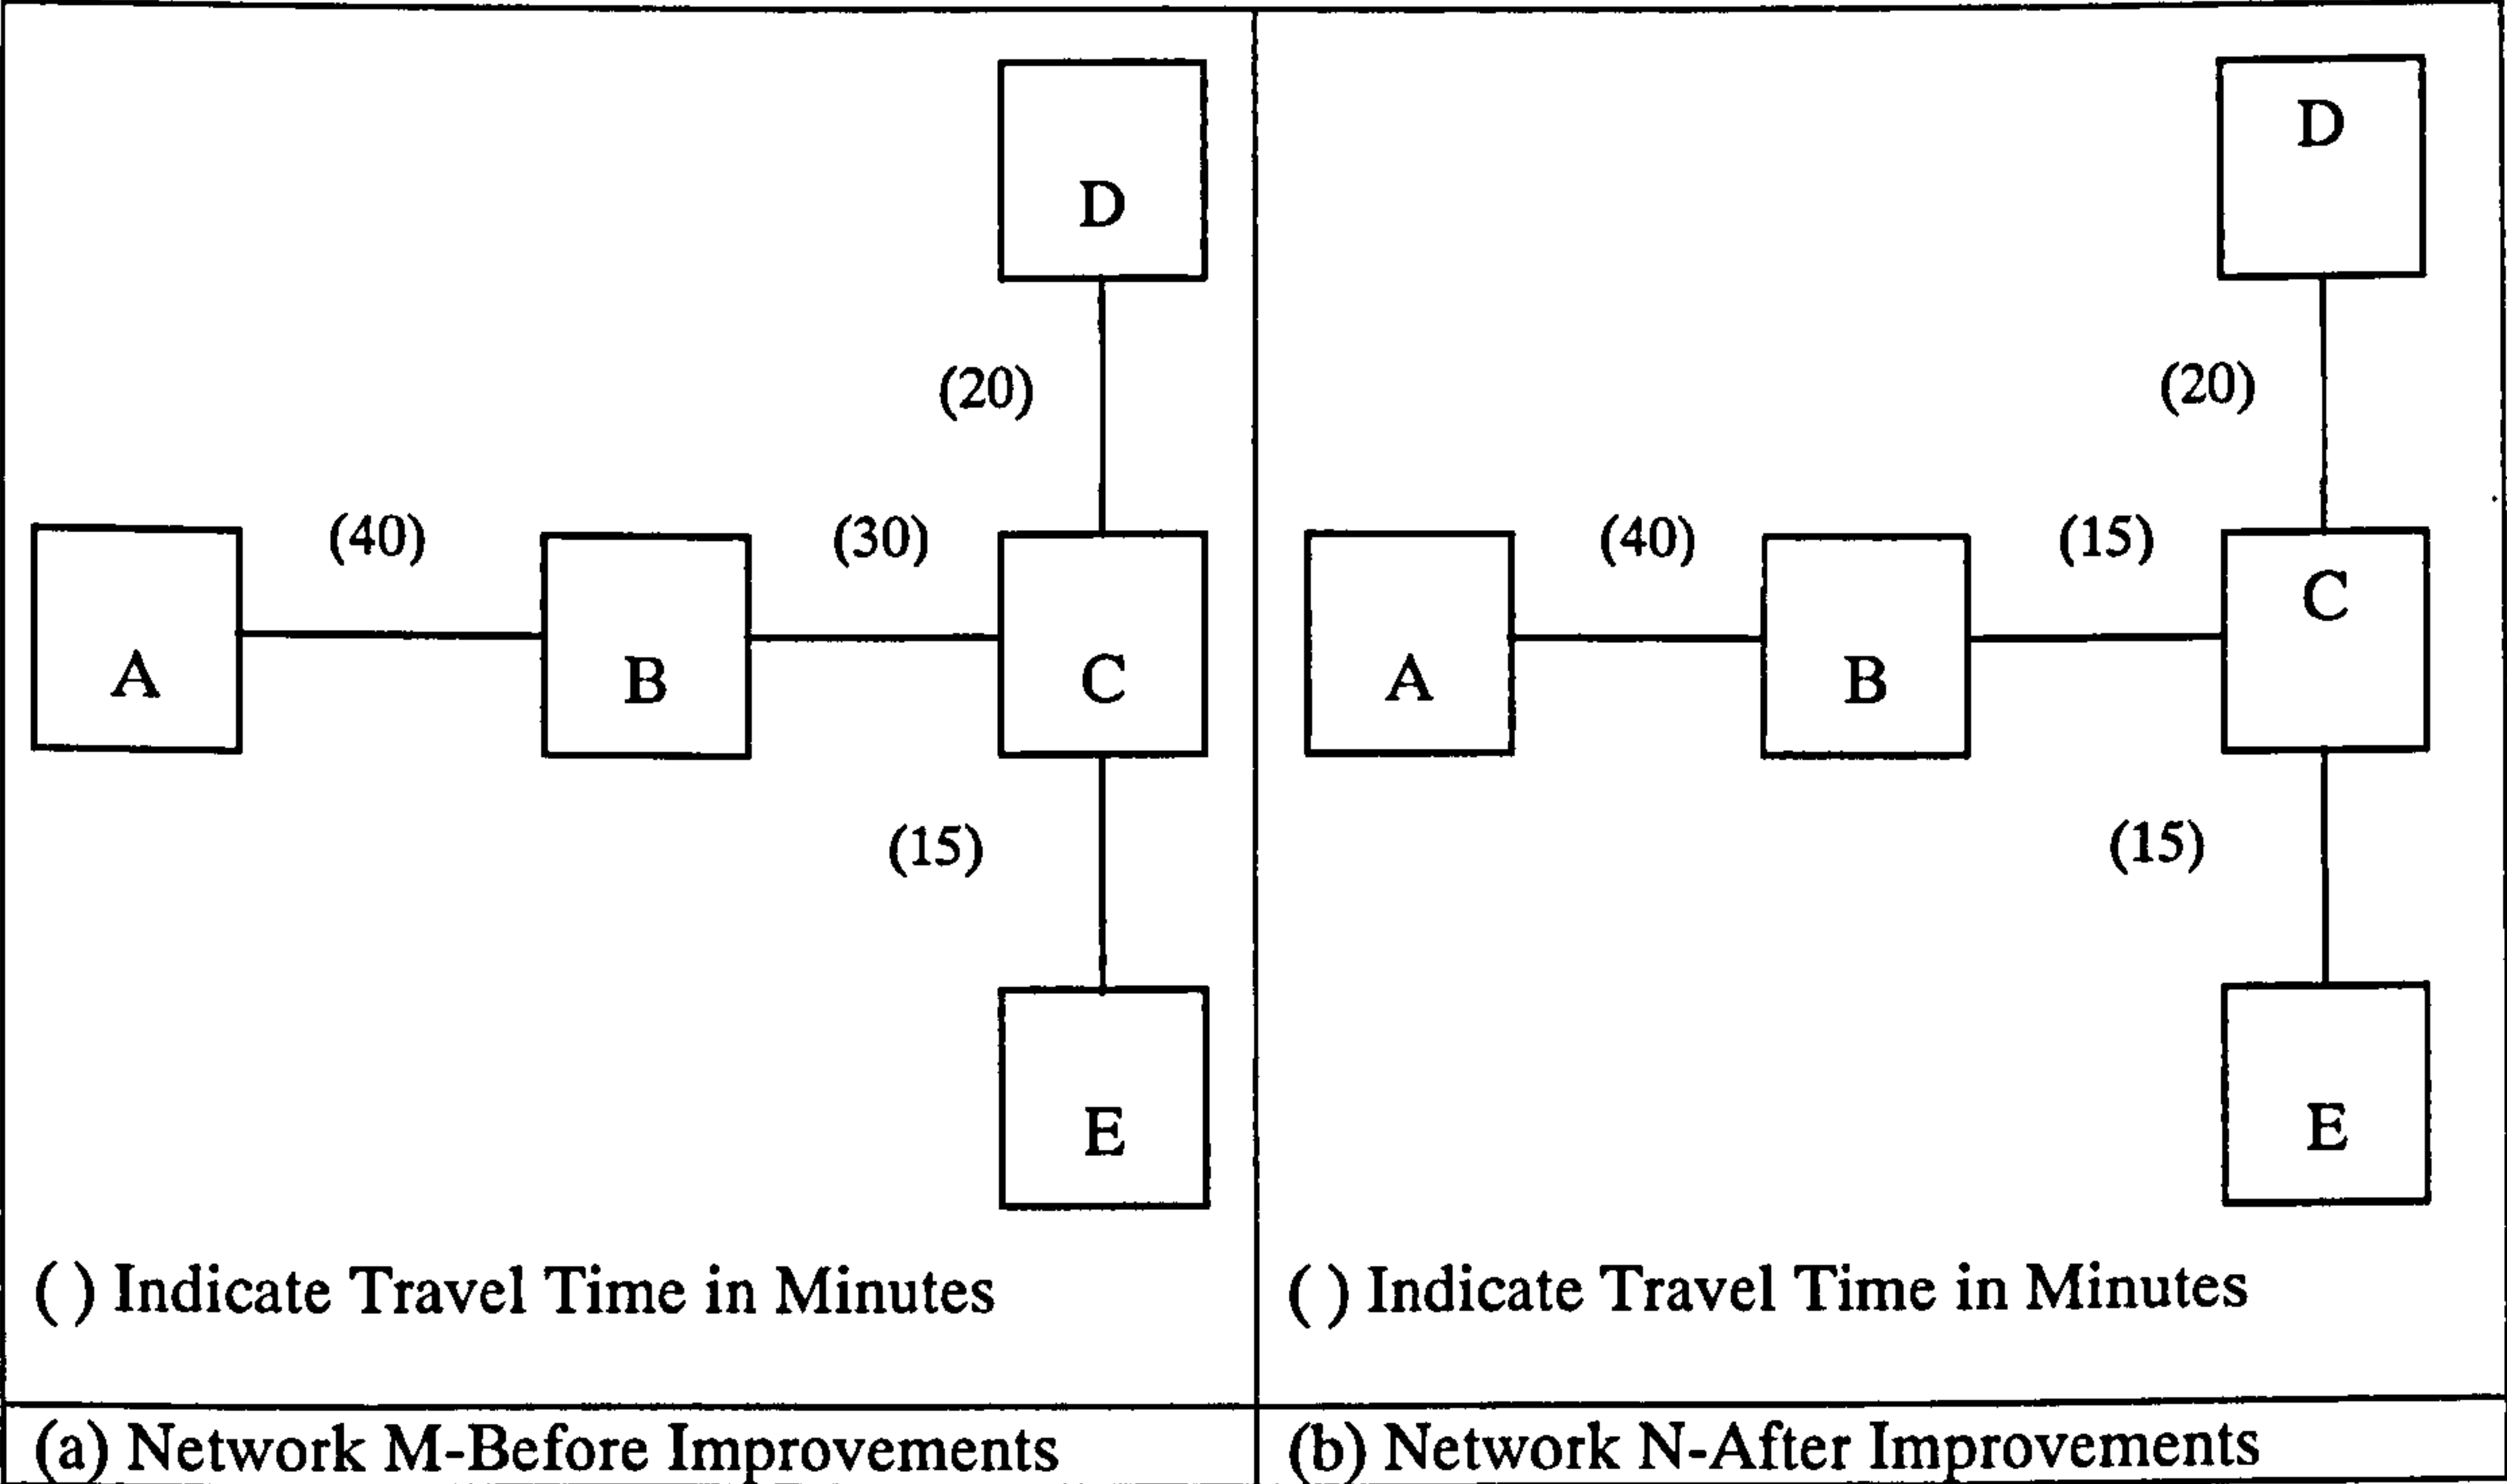 D
(20)
(40)
(30)
A
B
C
(15)
E
( ) Indicate Travel Time in Minutes
(a) Network M-Before Improvements
D
(20)
(40)
(15)
C
A
B
(15)
E
( ) Indicate Travel Time in Minutes
(b) Network N-After Improvements